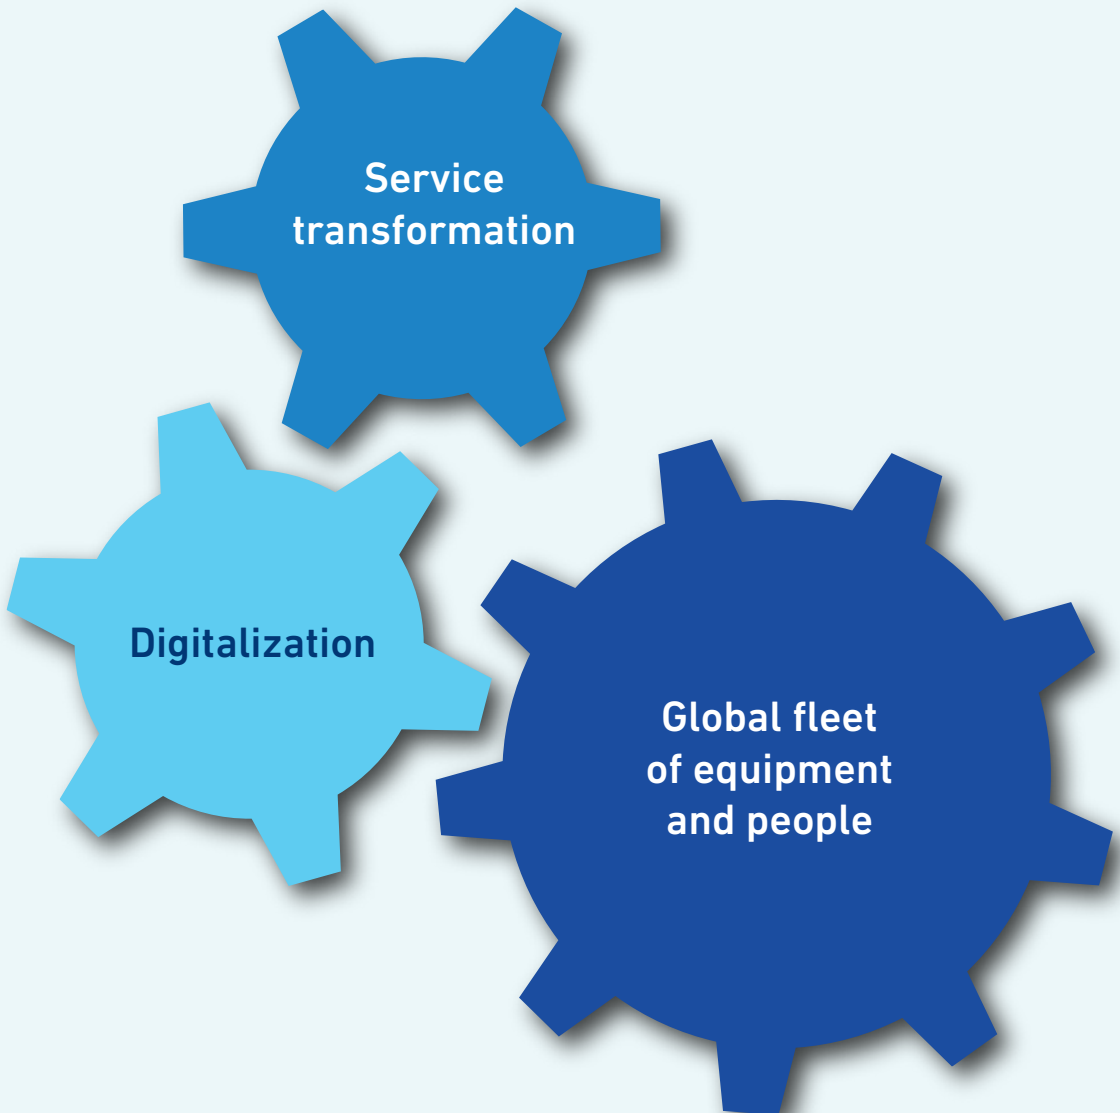 Service
transformation
Digitalization
Global fleet
of equipment
and people